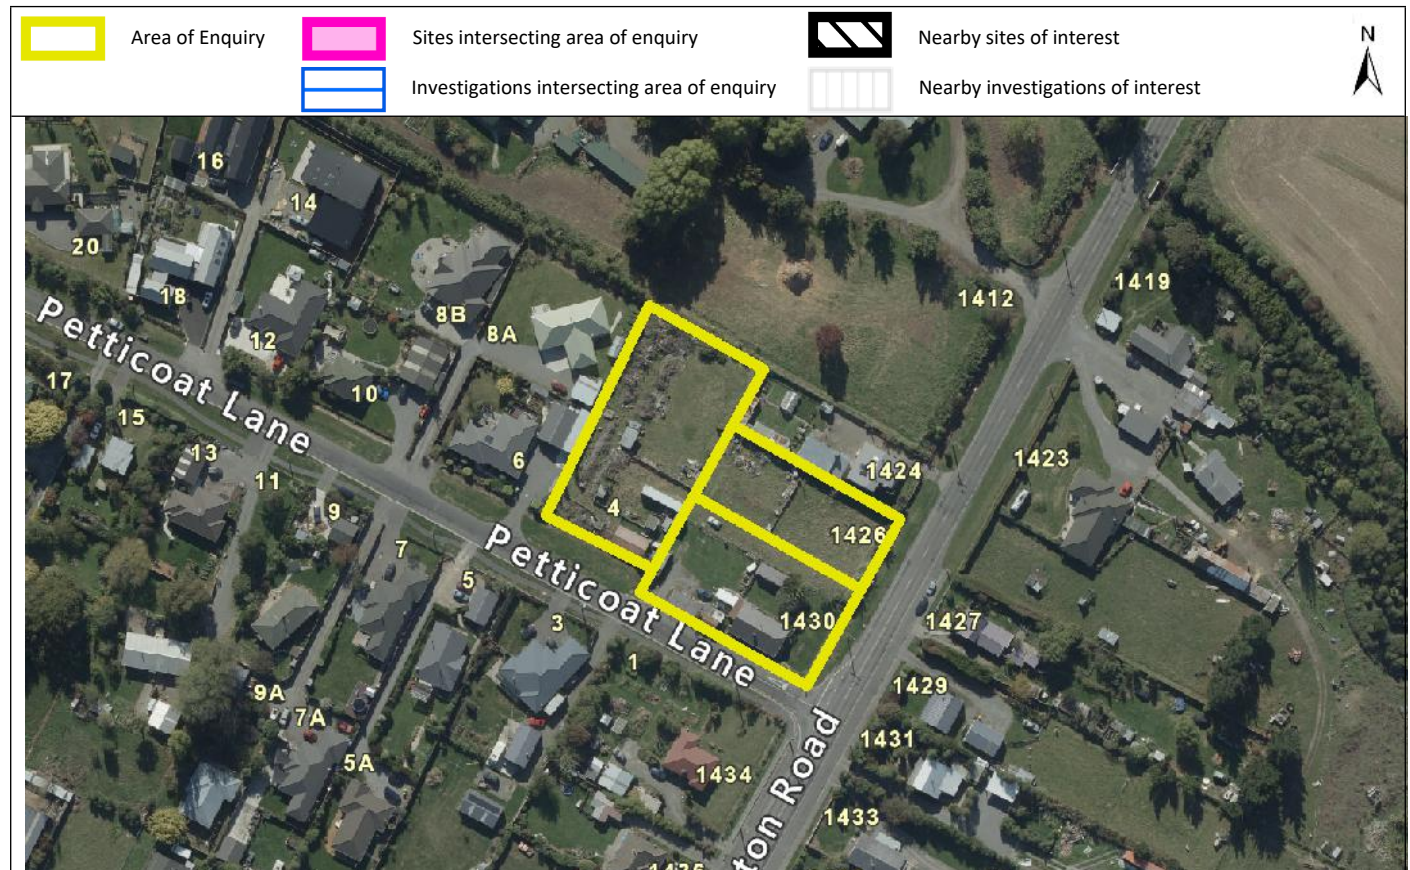 Area of Enquiry
Sites intersecting area of enquiry
Nearby sites of interest
N
Investigations intersecting area of enquiry
Nearby investigations of interest
16
14
20
18
12
8B
8A
1412
1419
Petticoat Lane
17
15
10
13
11
6
9
4
1424
1423
1426
7
Petticoat Lane
5
3
1430
1427
1
9A
7A
5A
1429
1431
1434
ton Road
1433